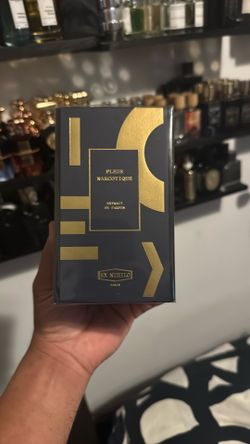 FLEUR
NARCOTIQUE
EXTRAIT
DE PARFUM
EX NIHILO
PARIS